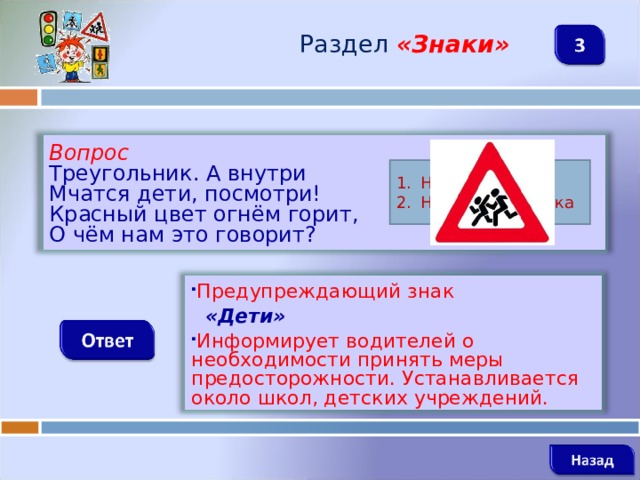 Раздел «Знаки»
3
Вопрос
Треугольник. А внутри
Мчатся дети, посмотри!
Красный цвет огнём горит,
О чём нам это говорит?
1.
2.
Ответ
Предупреждающий знак
«Дети»
Информирует водителей о
необходимости принять меры
предосторожности. Устанавливается
около школ, детских учреждений.
Назад